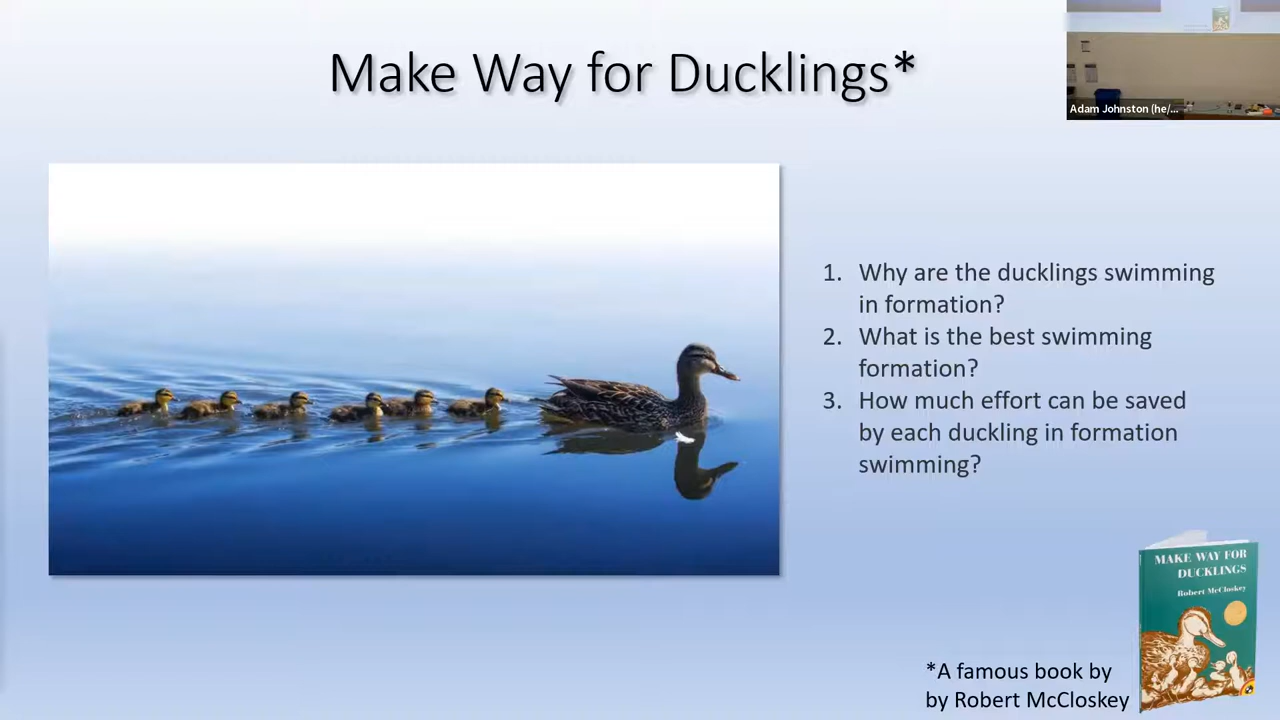 Make Way for Ducklings*
Adam Johnston (he/...
1. Why are the ducklings swimming
in formation?
2. What is the best swimming
formation?
3. How much effort can be saved
by each duckling in formation
swimming?
MAKE WAY FOR
DUCKLINGS
Robert McCloskey
*A famous book by
by Robert McCloskey